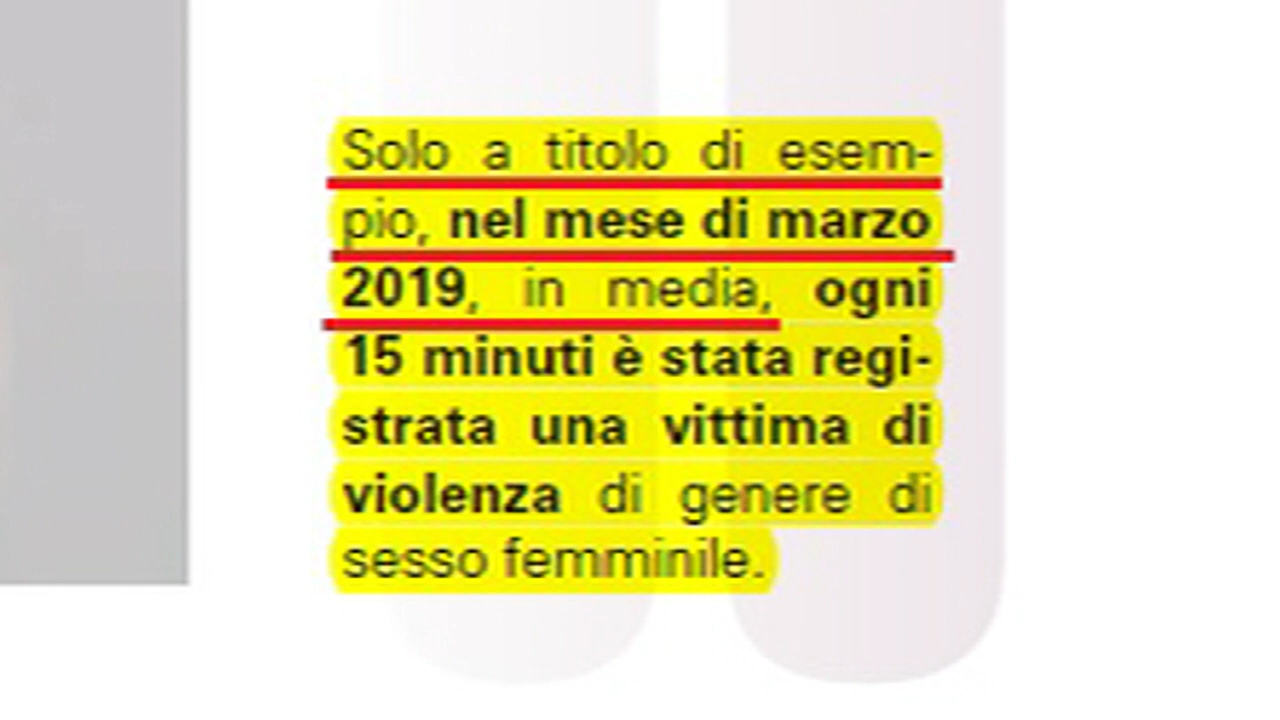 Solo a titolo di esem-
pio, nel mese di marzo
2019, in media, ogni
15 minuti è stata regi-
strata una vittima di
violenza di genere di
sesso femminile.